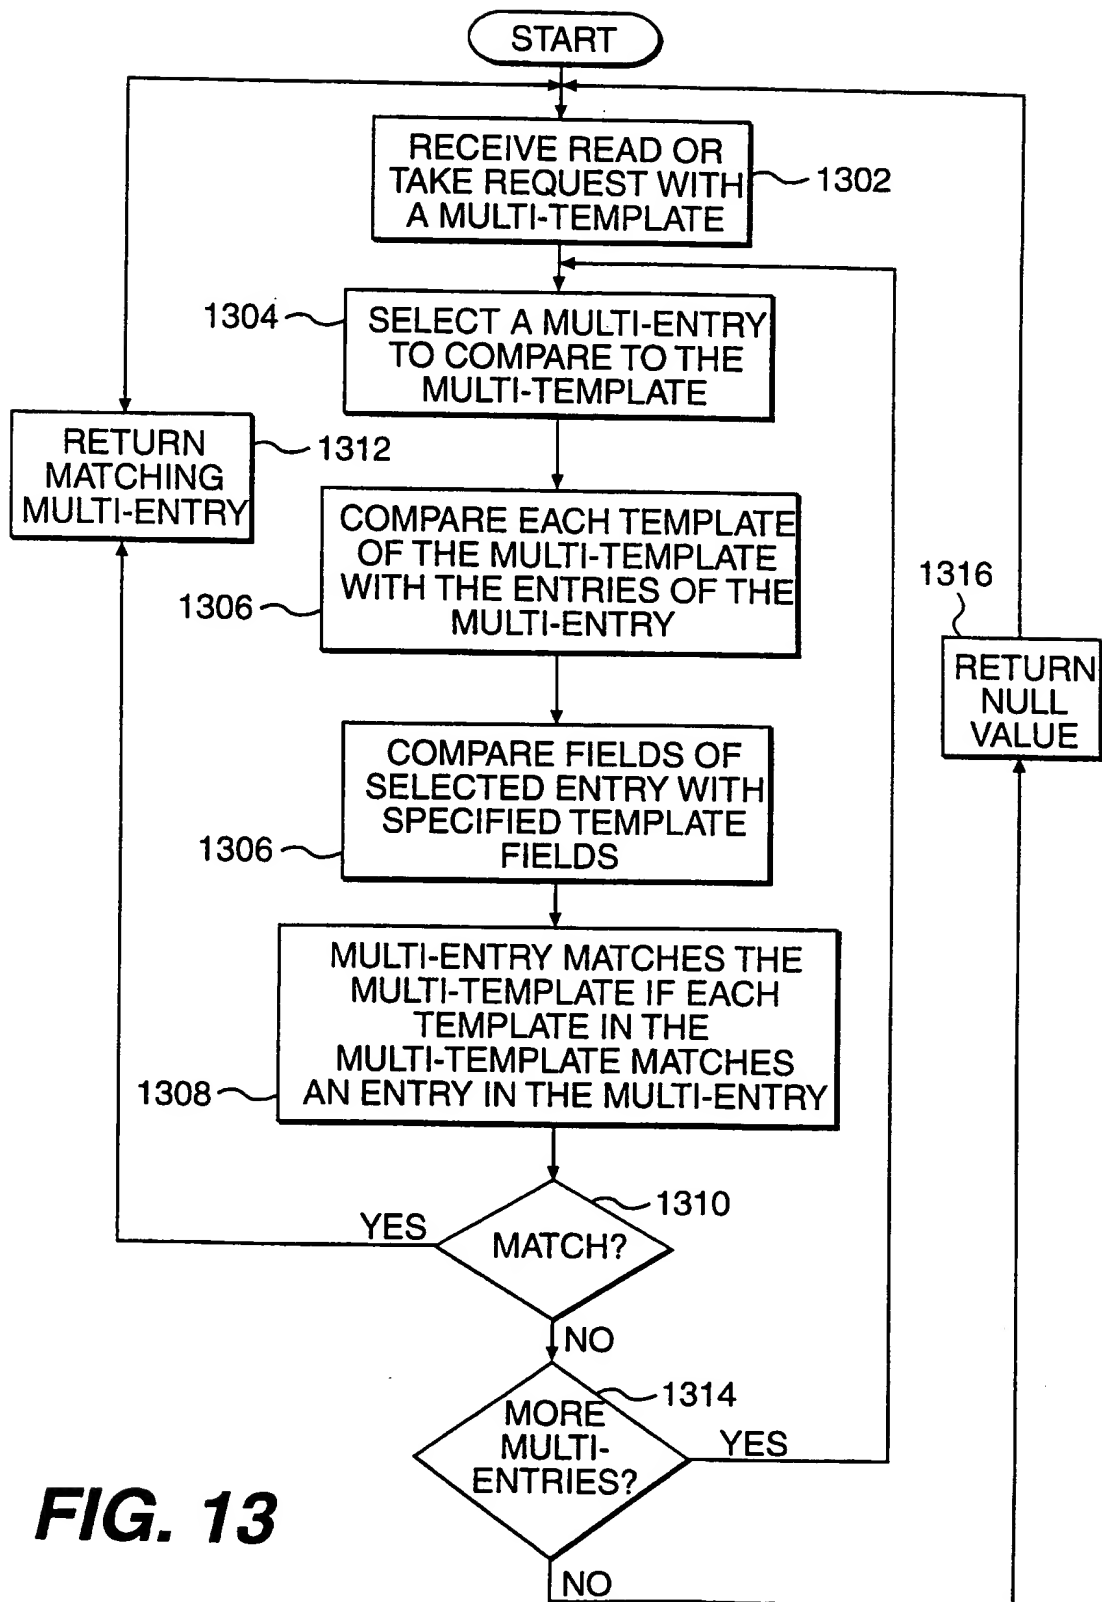 START
RECEIVE READ OR
TAKE REQUEST WITH
A MULTI-TEMPLATE
1302
1304
SELECT A MULTI-ENTRY
TO COMPARE TO THE
MULTI-TEMPLATE
RETURN
MATCHING
MULTI-ENTRY
1312
COMPARE EACH TEMPLATE
OF THE MULTI-TEMPLATE
WITH THE ENTRIES OF THE
MULTI-ENTRY
1306
1316
RETURN
NULL
VALUE
COMPARE FIELDS OF
SELECTED ENTRY WITH
SPECIFIED TEMPLATE
FIELDS
1306
MULTI-ENTRY MATCHES THE
MULTI-TEMPLATE IF EACH
TEMPLATE IN THE
MULTI-TEMPLATE MATCHES
AN ENTRY IN THE MULTI-ENTRY
1308
1310
YES
MATCH?
NO
1314
MORE
MULTI-
ENTRIES?
YES
NO
FIG. 13